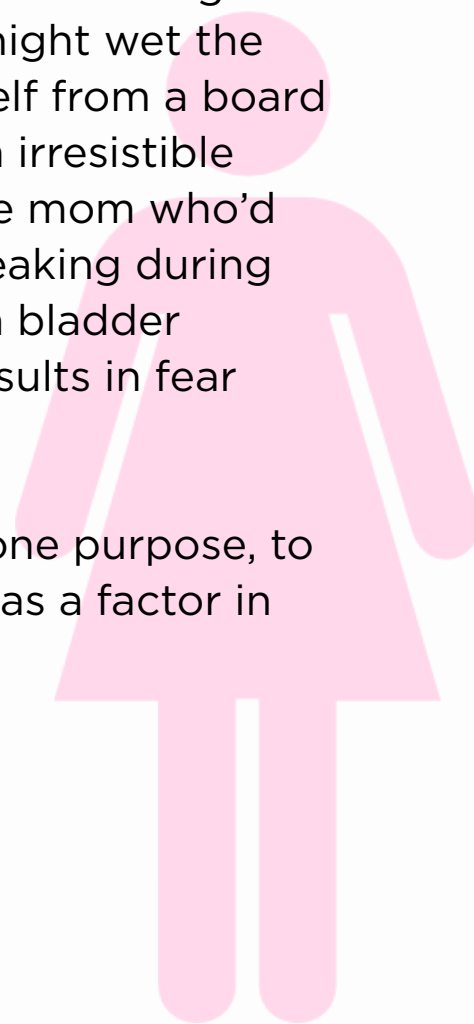 night wet the
elf from a board
irresistible
e mom who’d
eaking during
bladder
sults in fear
one purpose, to
as a factor in